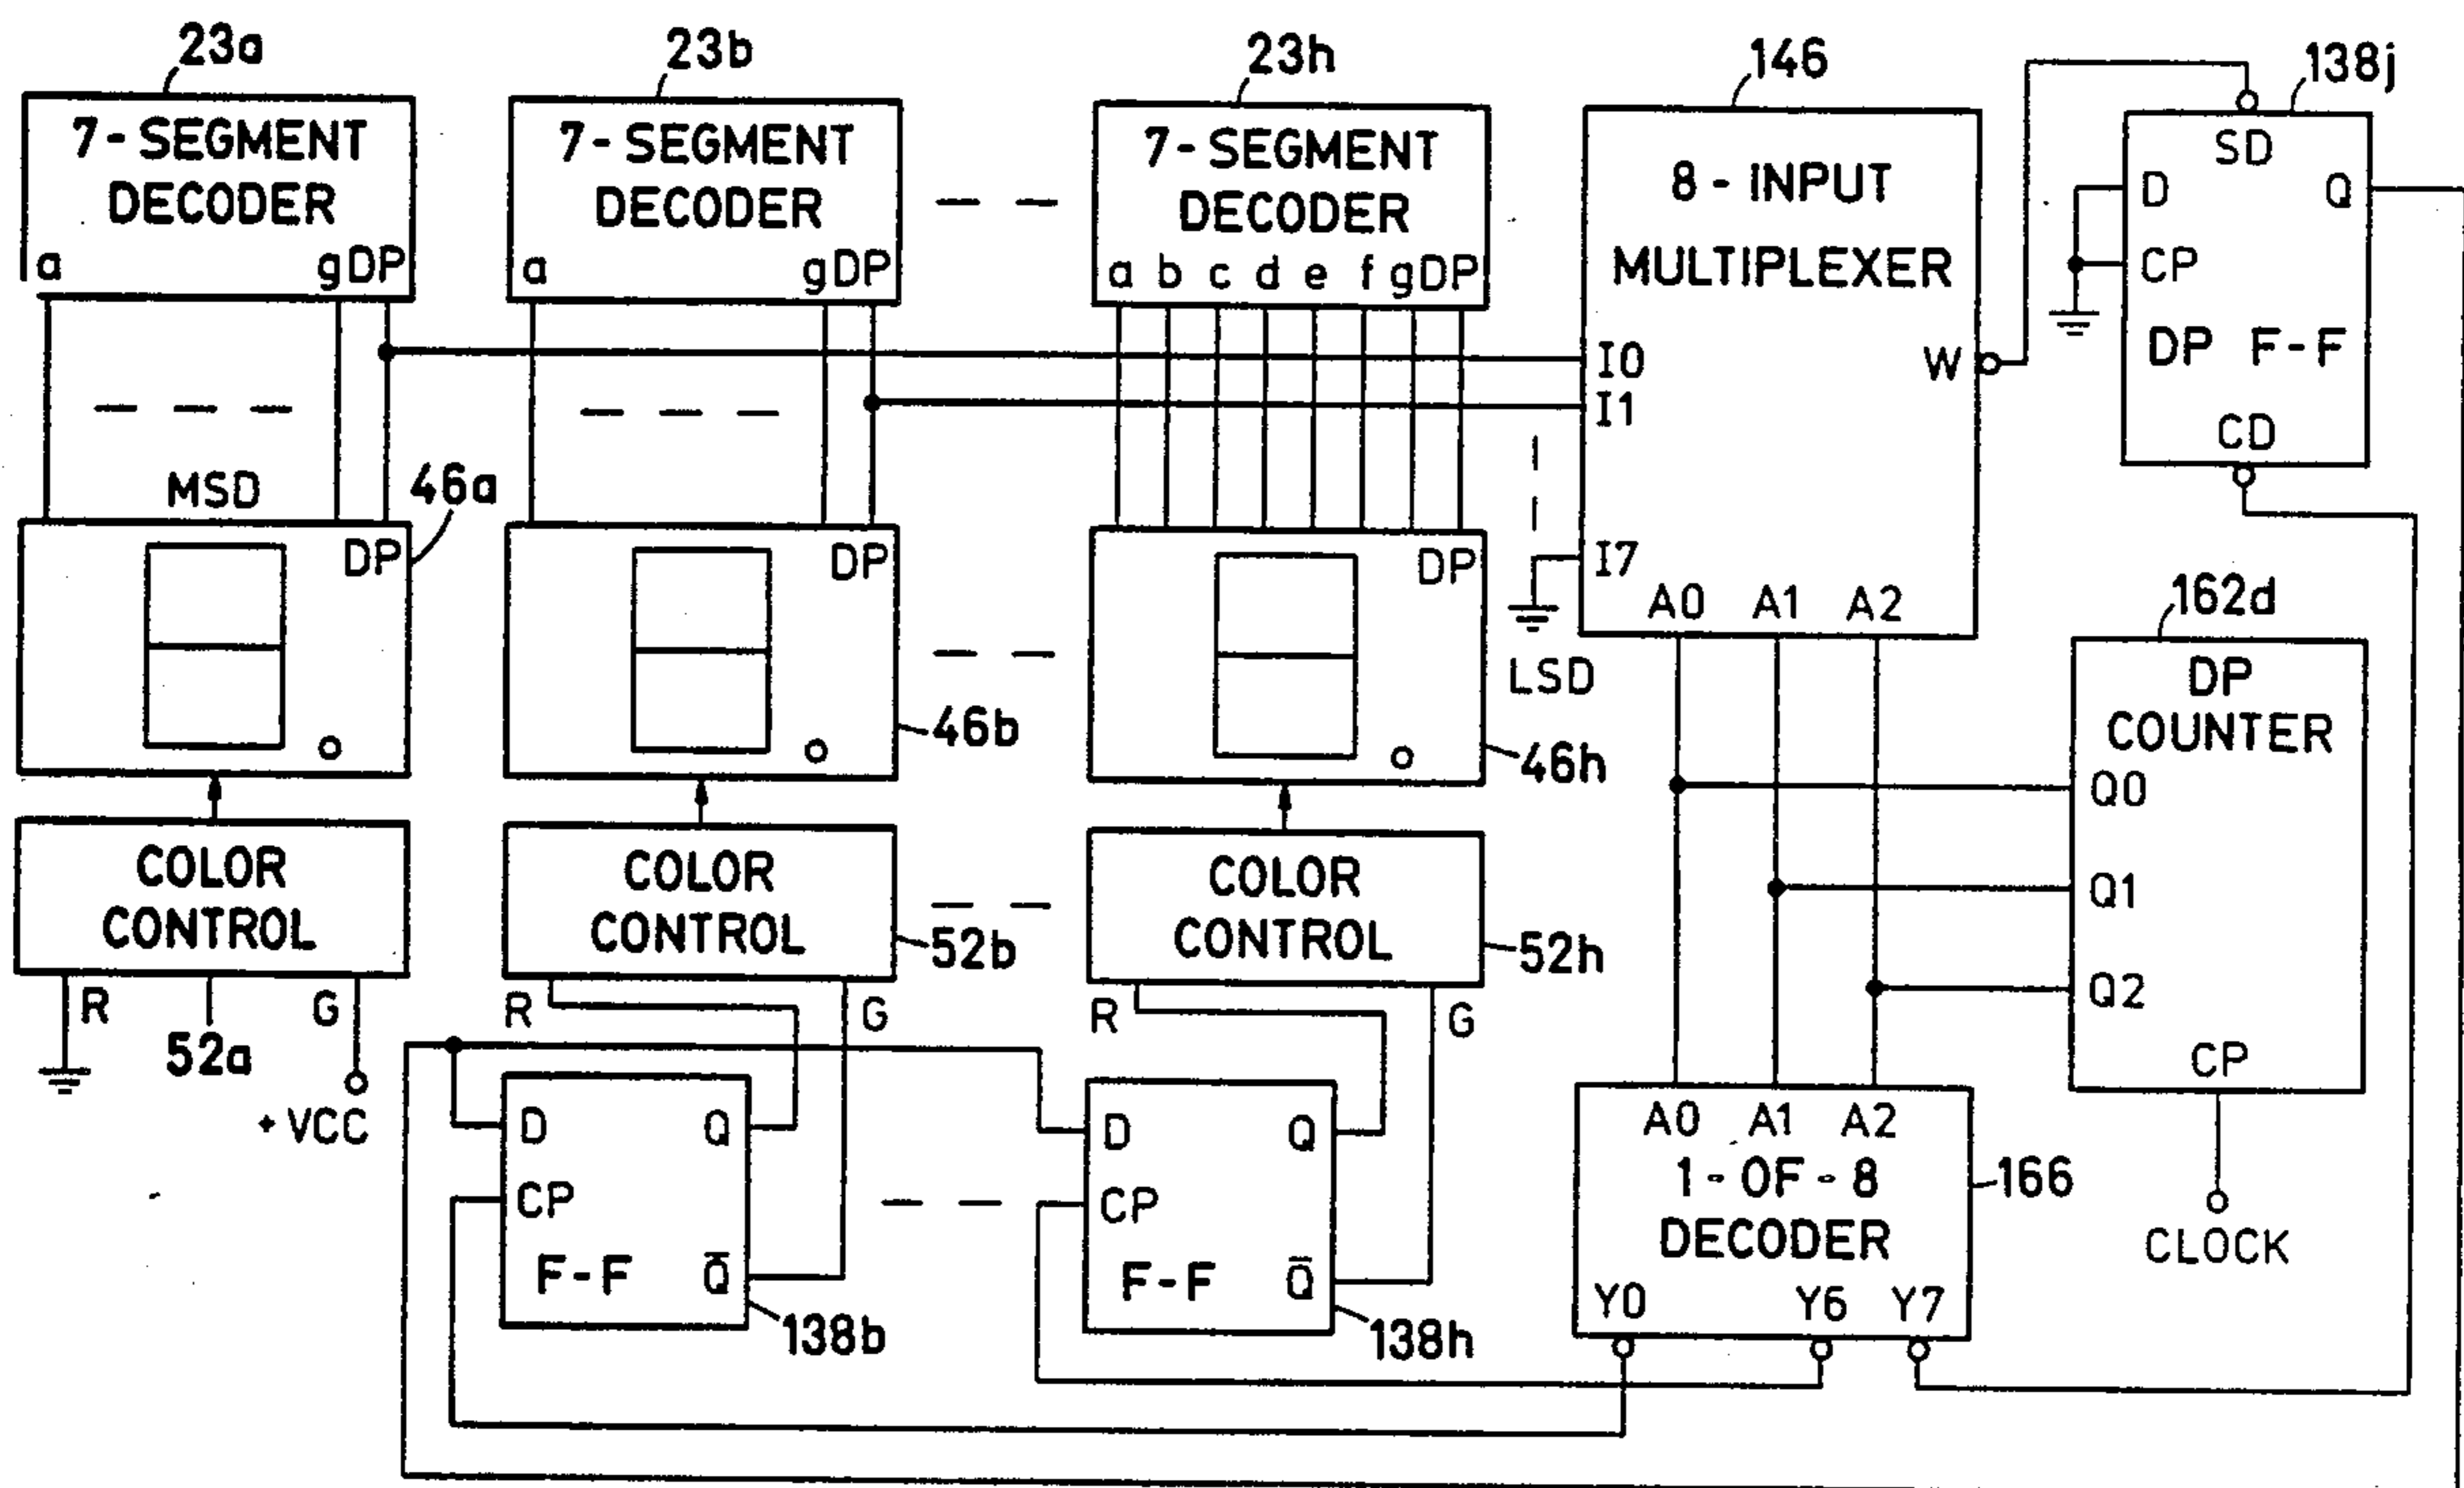 23a
23b
23h
146
138j
7-SEGMENT
DECODER
a
g DP
7-SEGMENT
DECODER
a
g DP
7-SEGMENT
DECODER
a b c d e f g DP
8-INPUT
MULTIPLEXER
I0
I1
I7
W
A0 A1 A2
SD
D
Q
CP
DP F-F
CD
MSD
46a
DP
DP
46b
DP
LSD
46h
162d
DP
COUNTER
Q0
Q1
Q2
CP
CLOCK
COLOR
CONTROL
R
52a
G
+VCC
COLOR
CONTROL
52b
R
G
COLOR
CONTROL
52h
R
G
D
Q
CP
F-F
Q̅
138b
D
Q
CP
F-F
Q̅
138h
A0 A1 A2
1-OF-8
DECODER
166
Y0
Y6
Y7